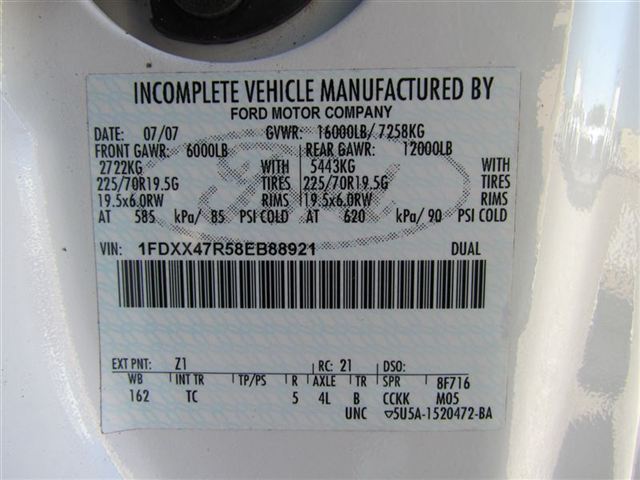 INCOMPLETE VEHICLE MANUFACTURED BY
FORD MOTOR COMPANY
DATE: 07/07 GVWR: 16000LB/ 7258KG
FRONT GAWR: 6000LB REAR GAWR: 12000LB
2722KG WITH 5443KG WITH
225/70R19.5G TIRES 225/70R19.5G TIRES
19.5x6.0RW RIMS 19.5x6.0RW RIMS
AT 585 kPa/ 85 PSI COLD AT 620 kPa/ 90 PSI COLD
VIN: 1FDXX47R58EB88921 DUAL
EXT PNT: Z1 RC: 21 DSO:
WB INT TR TP/PS R AXLE TR SPR 8F716
162 TC 5 4L B CCKK M05
UNC 5U5A-1520472-BA